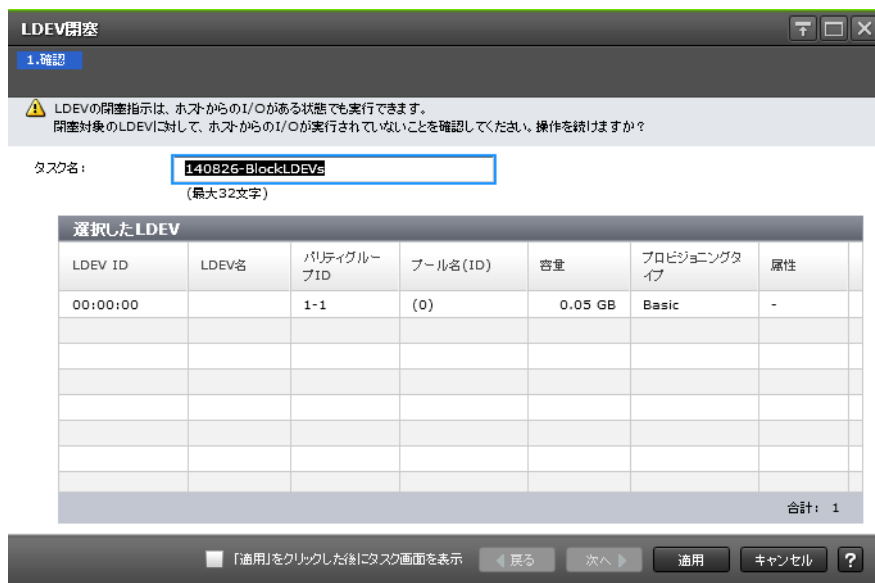 LDEV閉塞
1.確認
LDEVの閉塞指示は、ホストからのI/Oがある状態でも実行できます。
閉塞対象のLDEVに対して、ホストからのI/Oが実行されていないことを確認してください。操作を続けますか?
タスク名: 140826-BlockLDEVs
(最大32文字)
選択したLDEV
LDEV ID LDEV名 パリティグルー プール名(ID) 容量 プロビジョニングタ 属性
プID イプ
00:00:00 1-1 (0) 0.05 GB Basic -
合計: 1
「適用」をクリックした後にタスク画面を表示 戻る 次へ 適用 キャンセル ?